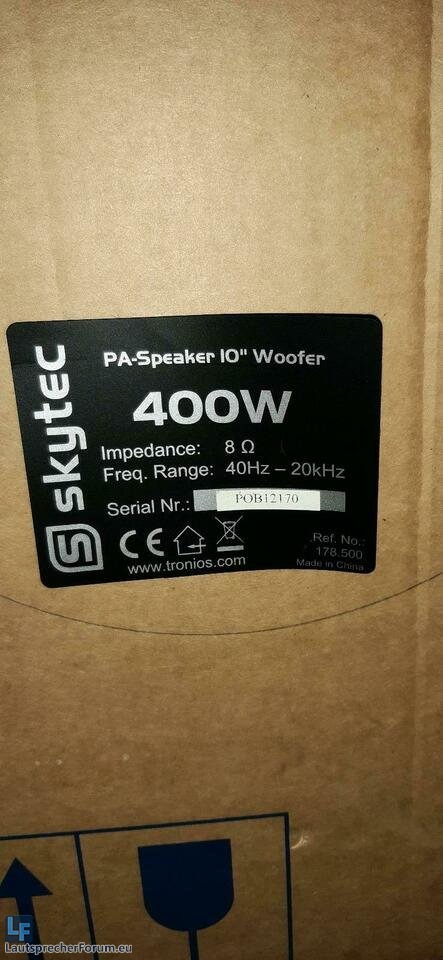 skytec
PA-Speaker 10" Woofer
400W
Impedance: 8 Ω
Freq. Range: 40Hz – 20kHz
Serial Nr.: POB12170
CE
www.tronios.com
Ref. No.:
178.500
Made in China
LF
LautsprecherForum.eu